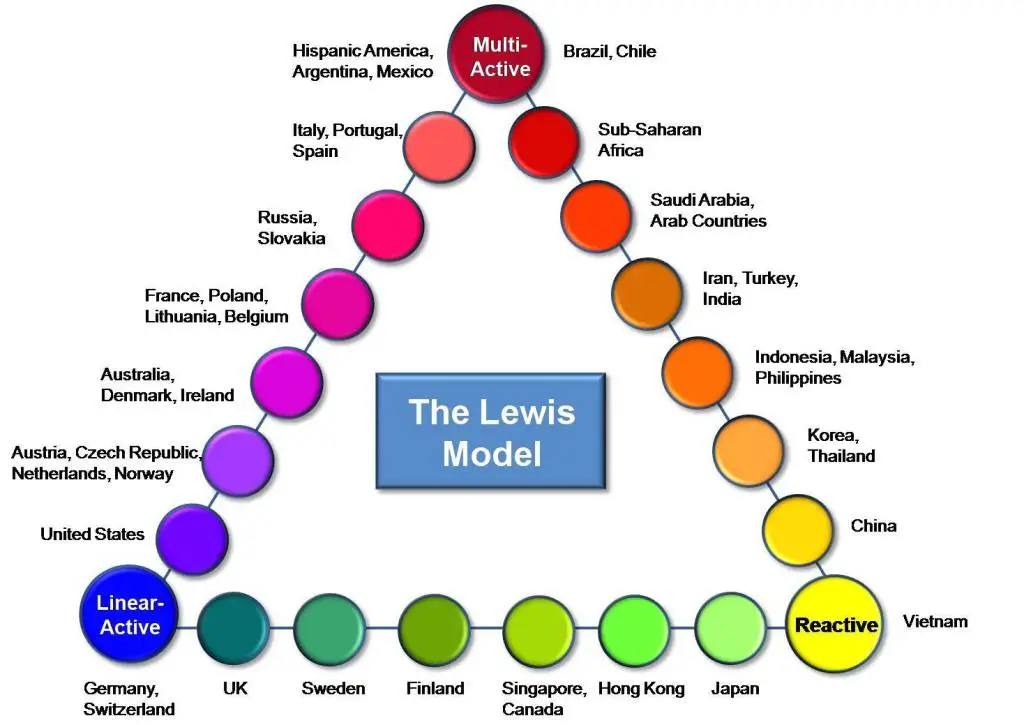 Hispanic America,
Argentina, Mexico
Multi-
Active
Brazil, Chile
Italy, Portugal,
Spain
Sub-Saharan
Africa
Russia,
Slovakia
Saudi Arabia,
Arab Countries
France, Poland,
Lithuania, Belgium
Iran, Turkey,
India
Australia,
Denmark, Ireland
Indonesia, Malaysia,
Philippines
The Lewis
Model
Austria, Czech Republic,
Netherlands, Norway
Korea,
Thailand
United States
China
Linear-
Active
Reactive
Vietnam
Germany,
Switzerland
UK
Sweden
Finland
Singapore,
Canada
Hong Kong
Japan